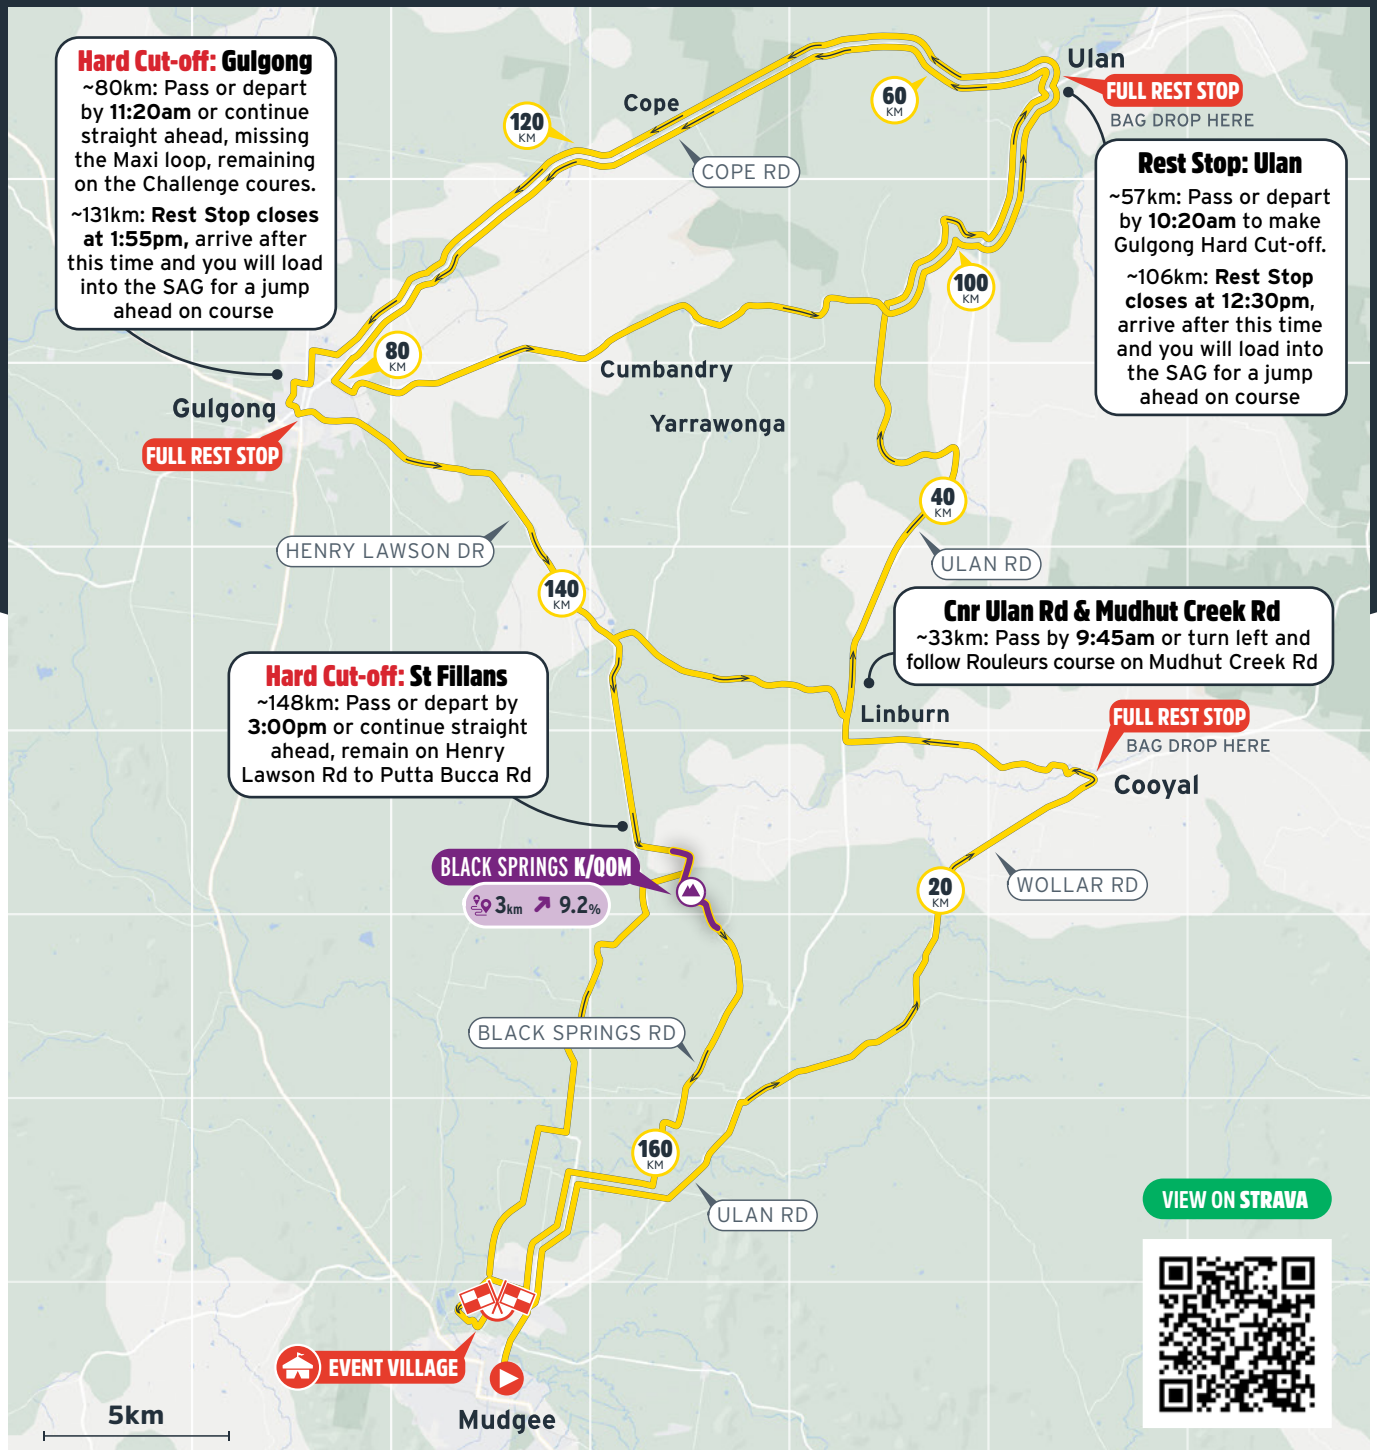 Hard Cut-off: Gulgong
~80km: Pass or depart
by 11:20am or continue
straight ahead, missing
the Maxi loop, remaining
on the Challenge coures.
~131km: Rest Stop closes
at 1:55pm, arrive after
this time and you will load
into the SAG for a jump
ahead on course
Ulan
FULL REST STOP
BAG DROP HERE
Rest Stop: Ulan
~57km: Pass or depart
by 10:20am to make
Gulgong Hard Cut-off.
~106km: Rest Stop
closes at 12:30pm,
arrive after this time
and you will load into
the SAG for a jump
ahead on course
60
KM
Cope
120
KM
COPE RD
100
KM
80
KM
Cumbandry
Gulgong
Yarrawonga
FULL REST STOP
40
KM
HENRY LAWSON DR
ULAN RD
140
KM
Cnr Ulan Rd & Mudhut Creek Rd
~33km: Pass by 9:45am or turn left and
follow Rouleurs course on Mudhut Creek Rd
Hard Cut-off: St Fillans
~148km: Pass or depart by
3:00pm or continue straight
ahead, remain on Henry
Lawson Rd to Putta Bucca Rd
Linburn
FULL REST STOP
BAG DROP HERE
Cooyal
BLACK SPRINGS K/QOM
3km 9.2%
20
KM
WOLLAR RD
BLACK SPRINGS RD
160
KM
ULAN RD
VIEW ON STRAVA
EVENT VILLAGE
5km
Mudgee